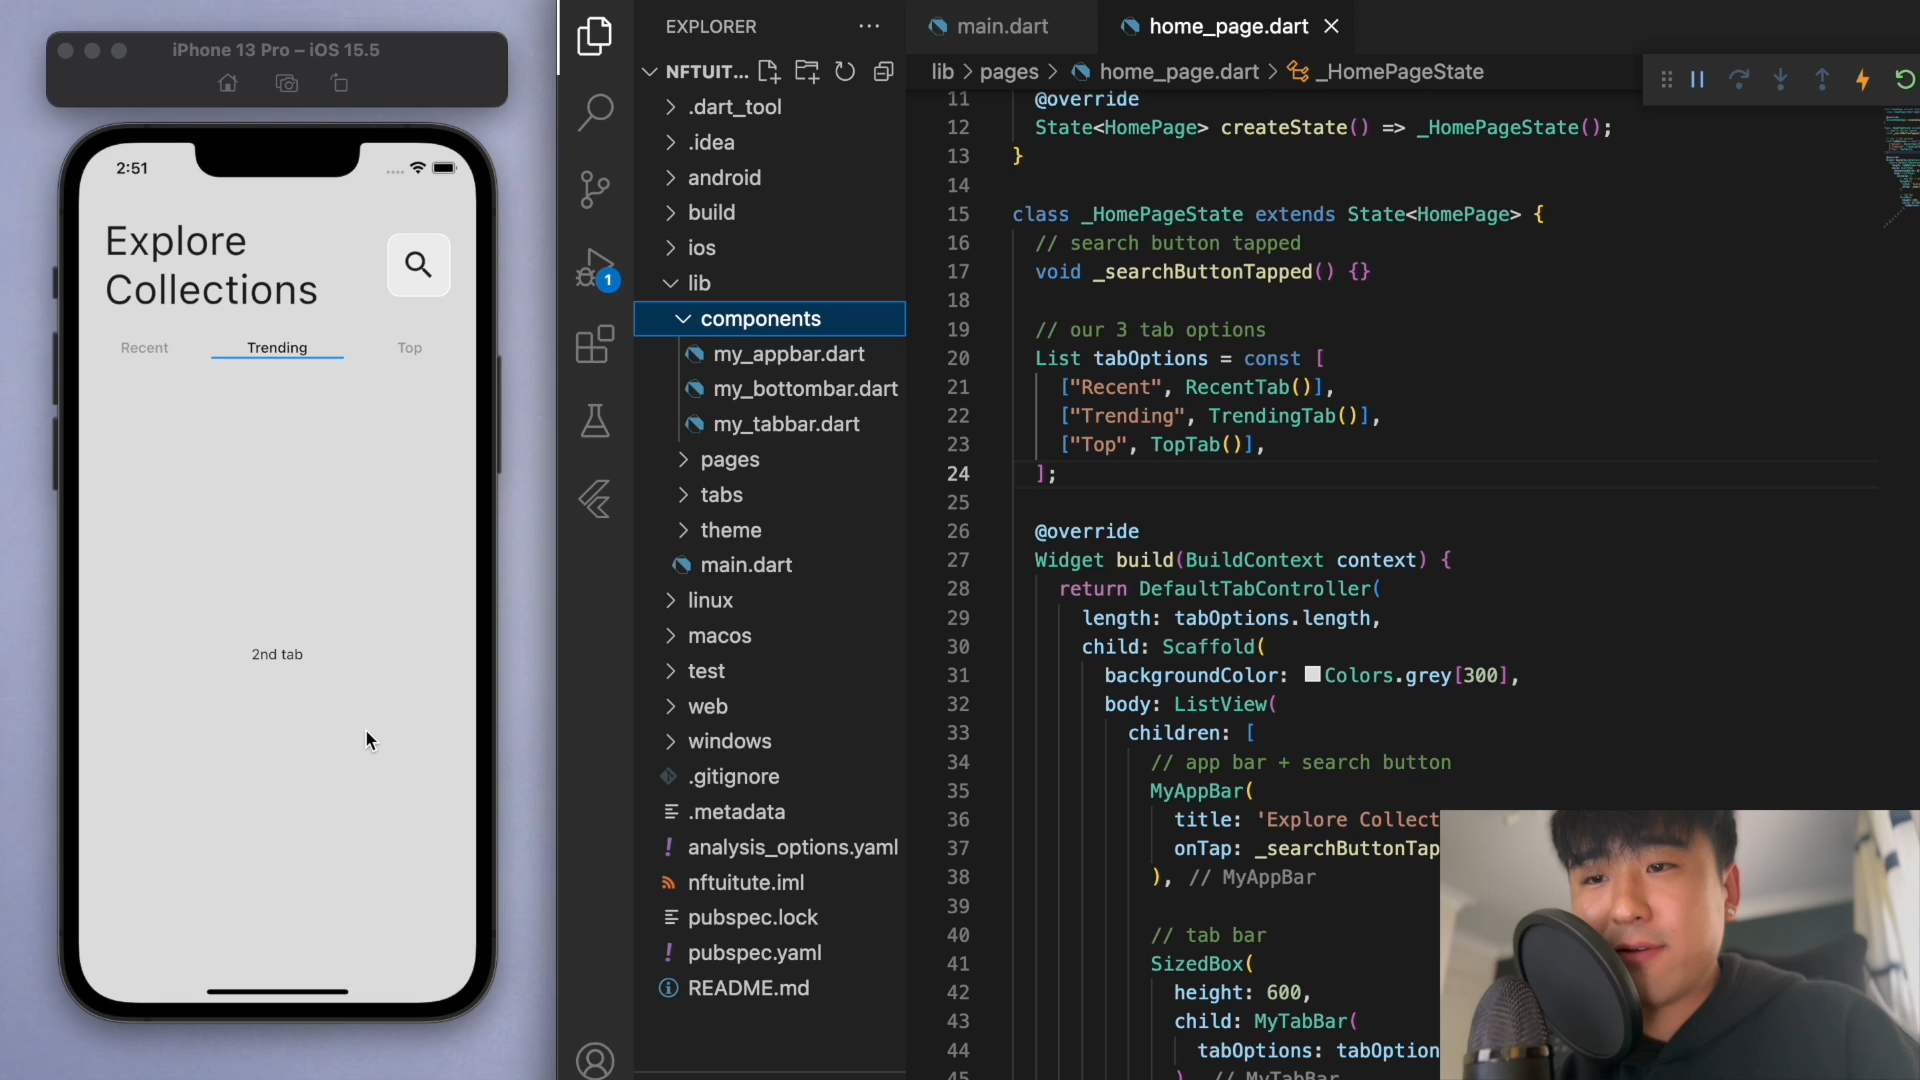 iPhone 13 Pro – iOS 15.5
2:51
Explore
Collections
Recent
Trending
Top
2nd tab
EXPLORER
NFTUIT...
.dart_tool
.idea
android
build
ios
lib
components
my_appbar.dart
my_bottombar.dart
my_tabbar.dart
pages
tabs
theme
main.dart
linux
macos
test
web
windows
.gitignore
.metadata
analysis_options.yaml
nftuitute.iml
pubspec.lock
pubspec.yaml
README.md
1
main.dart
home_page.dart
lib > pages > home_page.dart > _HomePageState
11 @override
12 State<HomePage> createState() => _HomePageState();
13 }
14
15 class _HomePageState extends State<HomePage> {
16 // search button tapped
17 void _searchButtonTapped() {}
18
19 // our 3 tab options
20 List tabOptions = const [
21 ["Recent", RecentTab()],
22 ["Trending", TrendingTab()],
23 ["Top", TopTab()],
24 ];
25
26 @override
27 Widget build(BuildContext context) {
28 return DefaultTabController(
29 length: tabOptions.length,
30 child: Scaffold(
31 backgroundColor: Colors.grey[300],
32 body: ListView(
33 children: [
34 // app bar + search button
35 MyAppBar(
36 title: 'Explore Collect
37 onTap: _searchButtonTap
38 ), // MyAppBar
39
40 // tab bar
41 SizedBox(
42 height: 600,
43 child: MyTabBar(
44 tabOptions: tabOption
45 ), // MyTabBar